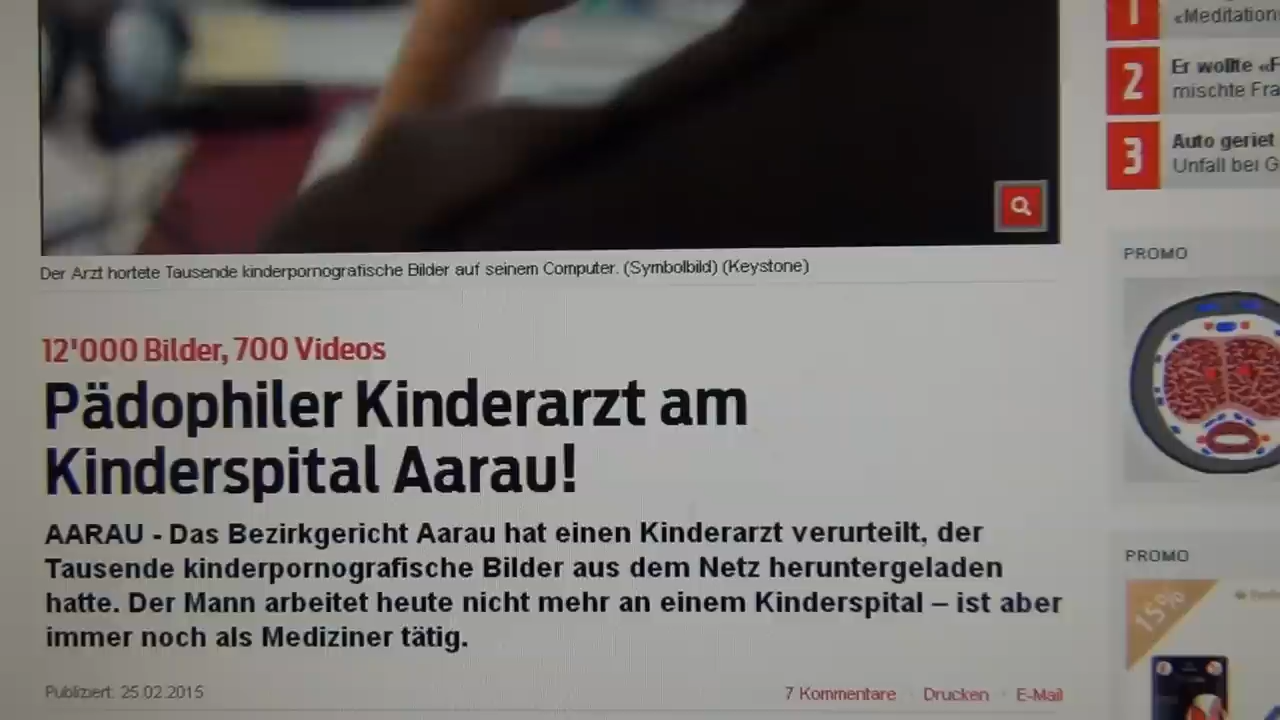 1
«Meditation
2
Er wollte «F
mischte Fra
3
Auto geriet
Unfall bei G
Der Arzt hortete Tausende kinderpornografische Bilder auf seinem Computer. (Symbolbild) (Keystone)
PROMO
12'000 Bilder, 700 Videos
Pädophiler Kinderarzt am
Kinderspital Aarau!
AARAU - Das Bezirkgericht Aarau hat einen Kinderarzt verurteilt, der
Tausende kinderpornografische Bilder aus dem Netz heruntergeladen
hatte. Der Mann arbeitet heute nicht mehr an einem Kinderspital – ist aber
immer noch als Mediziner tätig.
PROMO
15%
Publiziert: 25.02.2015
7 Kommentare · Drucken · E-Mail